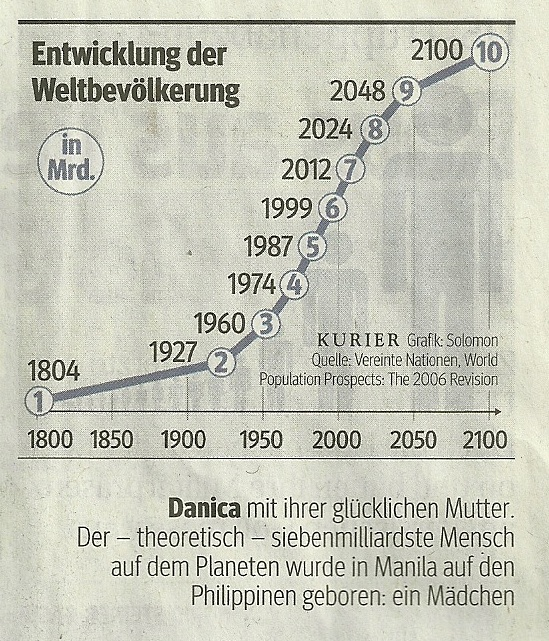 Entwicklung der
Weltbevölkerung
in
Mrd.
2100 10
2048 9
2024 8
2012 7
1999 6
1987 5
1974 4
1960 3
1927 2
1804
1
KURIER Grafik: Solomon
Quelle: Vereinte Nationen, World
Population Prospects: The 2006 Revision
1800 1850 1900 1950 2000 2050 2100
Danica mit ihrer glücklichen Mutter.
Der – theoretisch – siebenmilliardste Mensch
auf dem Planeten wurde in Manila auf den
Philippinen geboren: ein Mädchen